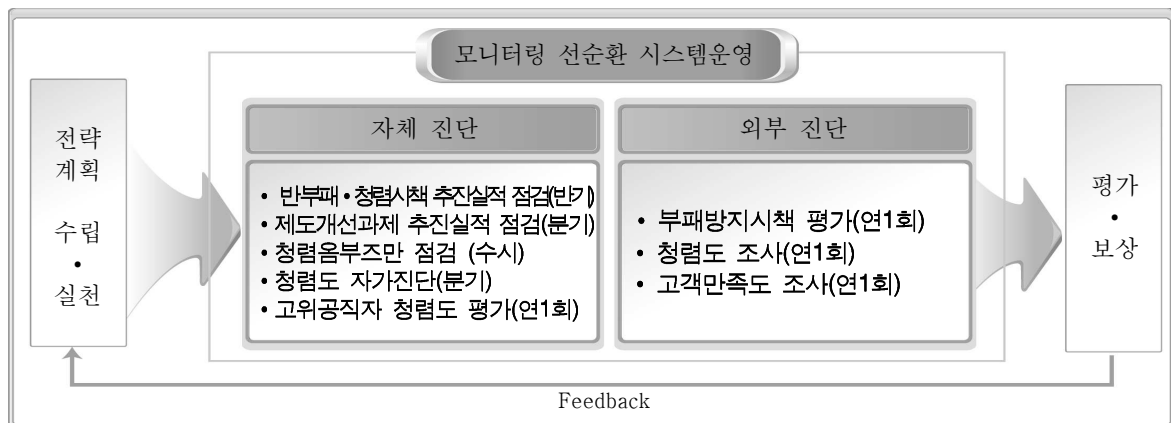 모니터링 선순환 시스템운영
전략
계획
수립
•
실천
자체 진단
• 반부패•청렴시책 추진실적 점검(반기)
• 제도개선과제 추진실적 점검(분기)
• 청렴옴부즈만 점검 (수시)
• 청렴도 자가진단(분기)
• 고위공직자 청렴도 평가(연1회)
외부 진단
• 부패방지시책 평가(연1회)
• 청렴도 조사(연1회)
• 고객만족도 조사(연1회)
평가
•
보상
Feedback